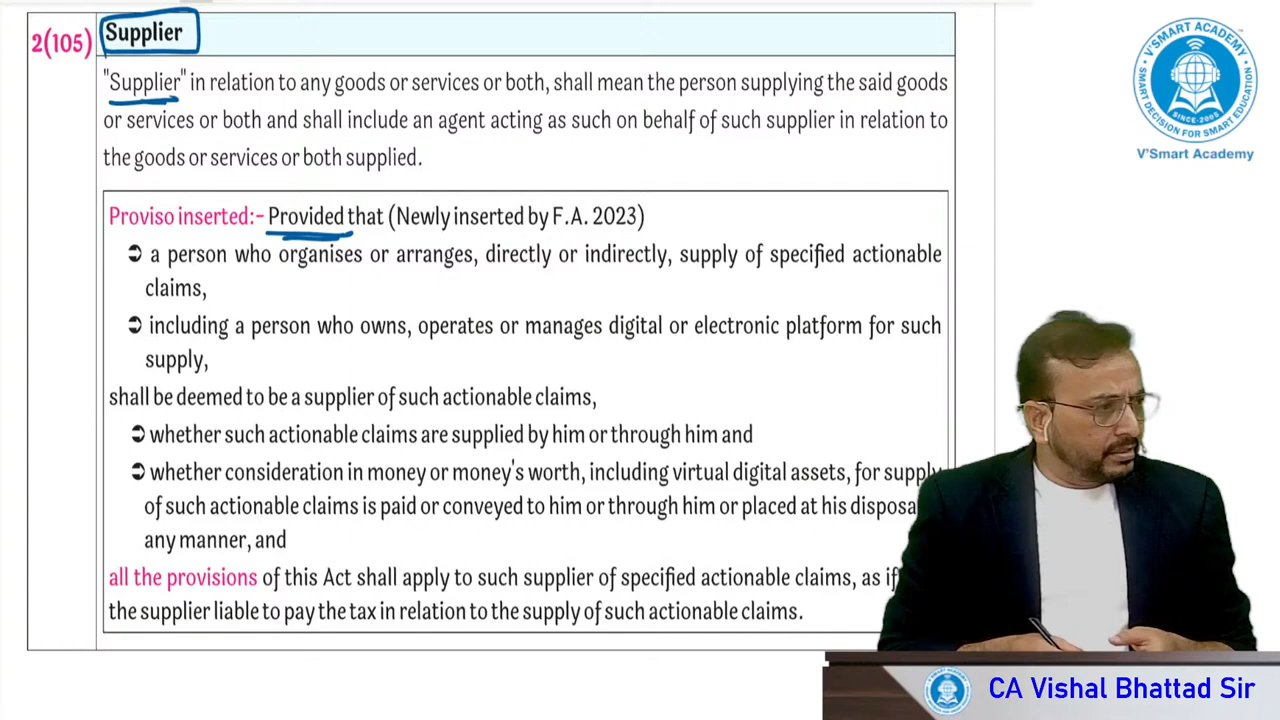 2(105)
Supplier
"Supplier" in relation to any goods or services or both, shall mean the person supplying the said goods
or services or both and shall include an agent acting as such on behalf of such supplier in relation to
the goods or services or both supplied.
Proviso inserted:- Provided that (Newly inserted by F.A. 2023)
➲ a person who organises or arranges, directly or indirectly, supply of specified actionable
claims,
➲ including a person who owns, operates or manages digital or electronic platform for such
supply,
shall be deemed to be a supplier of such actionable claims,
➲ whether such actionable claims are supplied by him or through him and
➲ whether consideration in money or money's worth, including virtual digital assets, for supply
of such actionable claims is paid or conveyed to him or through him or placed at his disposa
any manner, and
all the provisions of this Act shall apply to such supplier of specified actionable claims, as if
the supplier liable to pay the tax in relation to the supply of such actionable claims.
V'SMART ACADEMY
SMART DECISION FOR SMART EDUCATION
SINCE-2005
V'Smart Academy
CA Vishal Bhattad Sir